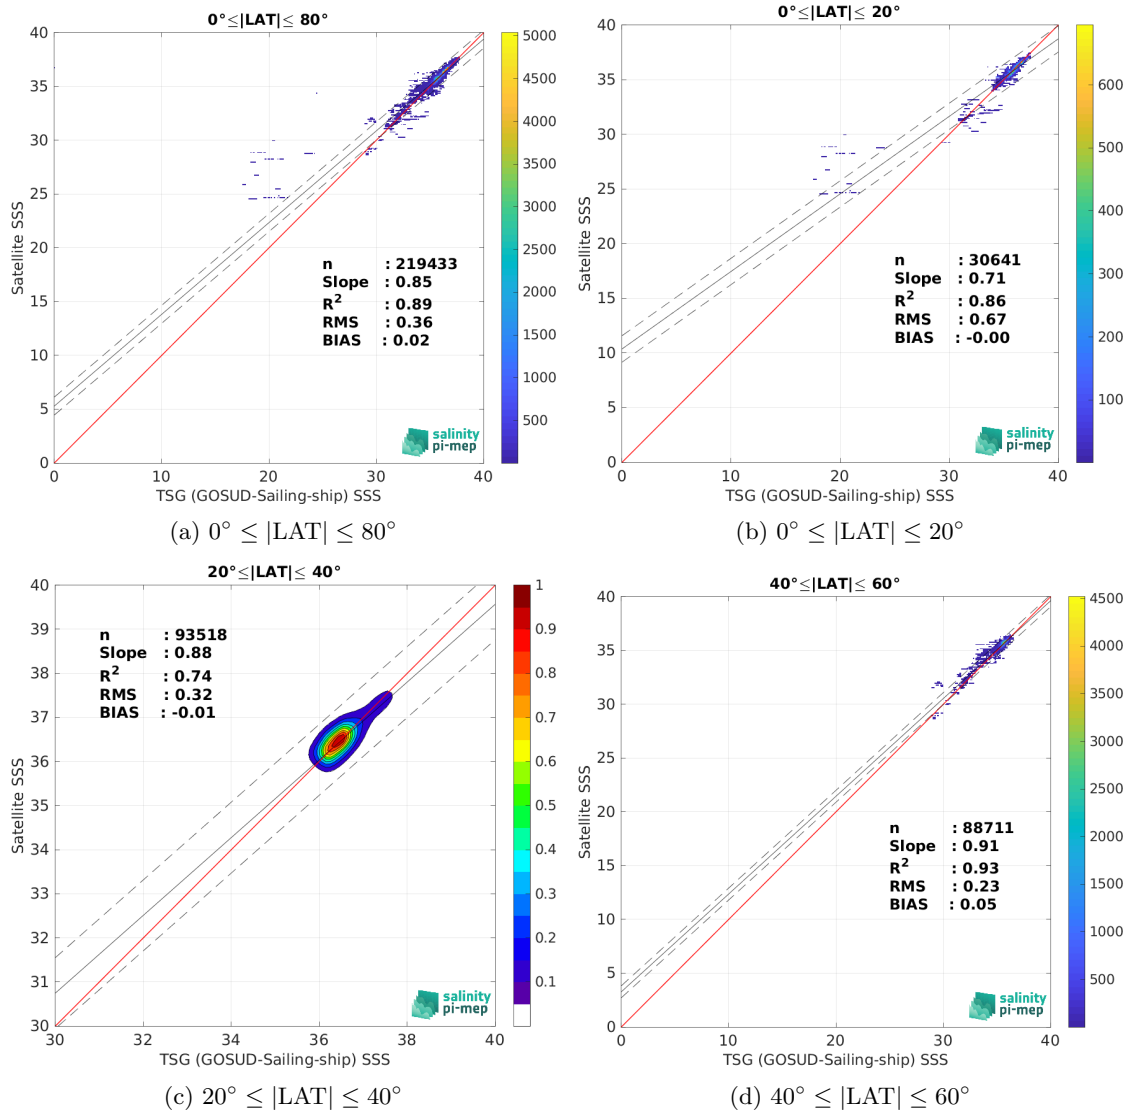 0°≤|LAT|≤ 80°
40
35
30
25
20
15
10
5
0
Satellite SSS
n : 219433
Slope : 0.85
R² : 0.89
RMS : 0.36
BIAS : 0.02
salinity
pi-mep
0 10 20 30 40
TSG (GOSUD-Sailing-ship) SSS
5000
4500
4000
3500
3000
2500
2000
1500
1000
500
(a) 0° ≤ |LAT| ≤ 80°
0°≤|LAT|≤ 20°
40
35
30
25
20
15
10
5
0
Satellite SSS
n : 30641
Slope : 0.71
R² : 0.86
RMS : 0.67
BIAS : -0.00
salinity
pi-mep
0 10 20 30 40
TSG (GOSUD-Sailing-ship) SSS
600
500
400
300
200
100
(b) 0° ≤ |LAT| ≤ 20°
20°≤|LAT|≤ 40°
40
39
38
37
36
35
34
33
32
31
30
Satellite SSS
n : 93518
Slope : 0.88
R² : 0.74
RMS : 0.32
BIAS : -0.01
salinity
pi-mep
30 32 34 36 38 40
TSG (GOSUD-Sailing-ship) SSS
1
0.9
0.8
0.7
0.6
0.5
0.4
0.3
0.2
0.1
(c) 20° ≤ |LAT| ≤ 40°
40°≤|LAT|≤ 60°
40
35
30
25
20
15
10
5
0
Satellite SSS
n : 88711
Slope : 0.91
R² : 0.93
RMS : 0.23
BIAS : 0.05
salinity
pi-mep
0 10 20 30 40
TSG (GOSUD-Sailing-ship) SSS
4500
4000
3500
3000
2500
2000
1500
1000
500
(d) 40° ≤ |LAT| ≤ 60°